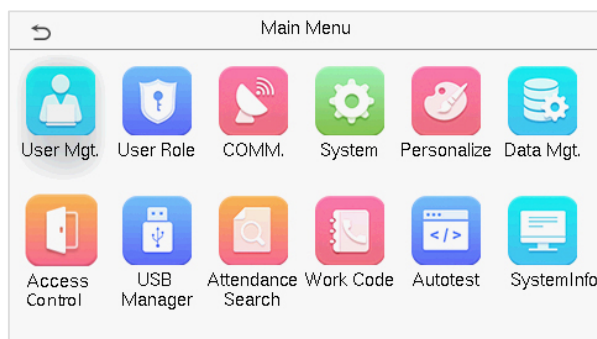 Main Menu
User Mgt. User Role COMM. System Personalize Data Mgt.
</>
Access Control USB Manager Attendance Search Work Code Autotest SystemInfo